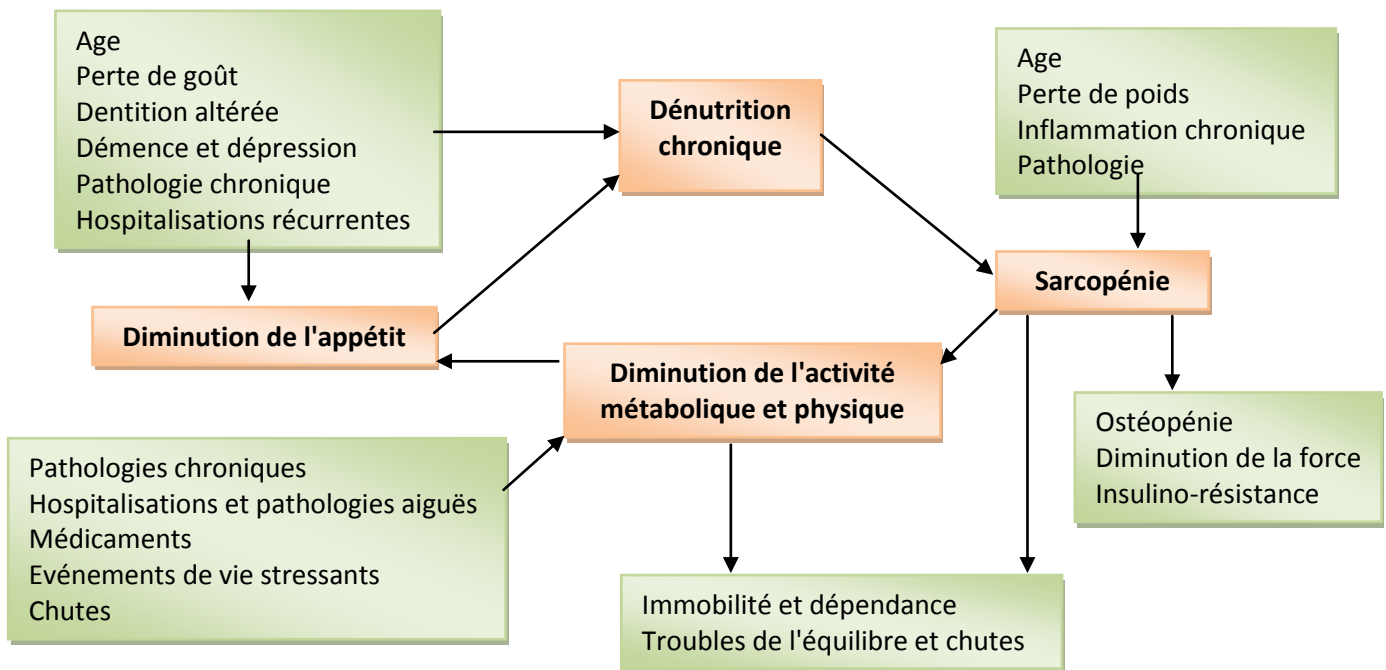 Age
Perte de goût
Dentition altérée
Démence et dépression
Pathologie chronique
Hospitalisations récurrentes
Dénutrition
chronique
Age
Perte de poids
Inflammation chronique
Pathologie
Sarcopénie
Diminution de l'appétit
Diminution de l'activité
métabolique et physique
Ostéopénie
Diminution de la force
Insulino-résistance
Pathologies chroniques
Hospitalisations et pathologies aiguës
Médicaments
Evénements de vie stressants
Chutes
Immobilité et dépendance
Troubles de l'équilibre et chutes